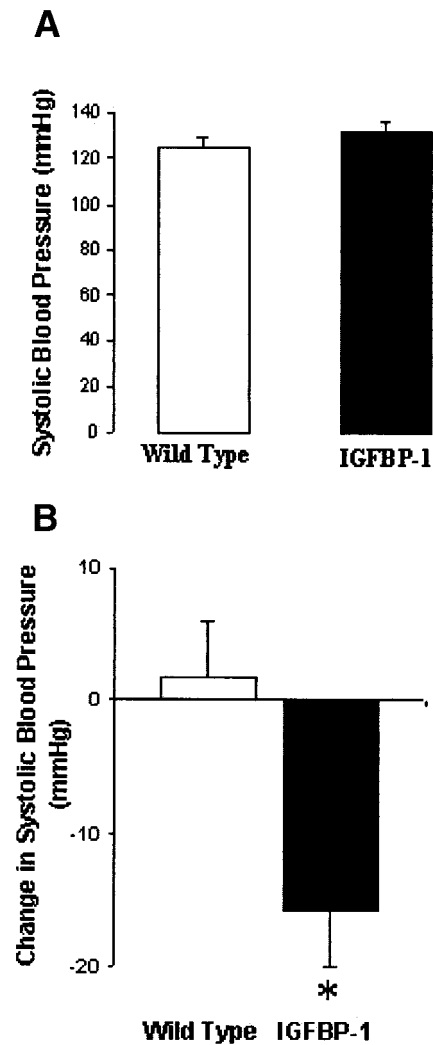 A
Systolic Blood Pressure (mmHg)
140
120
100
80
60
40
20
0
Wild Type IGFBP-1
B
Change in Systolic Blood Pressure
(mmHg)
10
0
-10
-20
*
Wild Type IGFBP-1